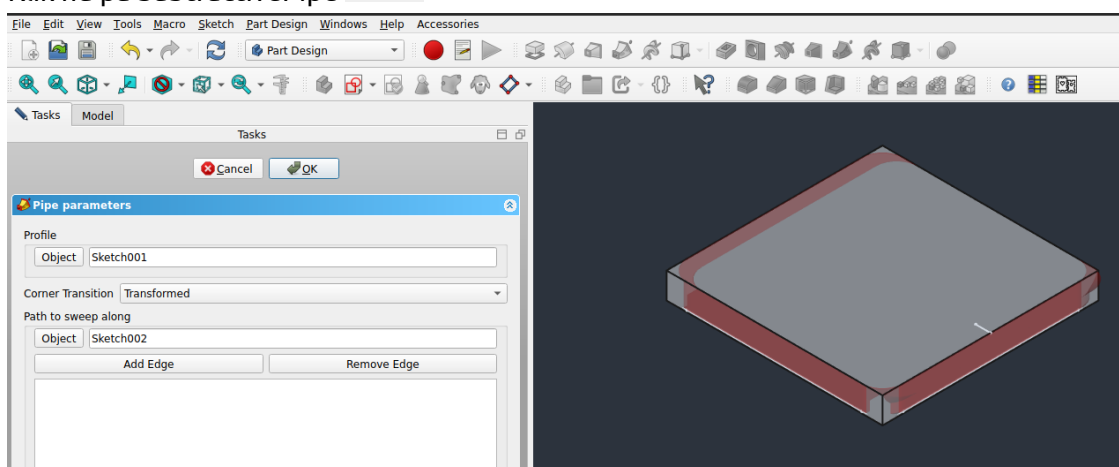 File Edit View Tools Macro Sketch Part Design Windows Help Accessories
Part Design
Tasks Model
Tasks
Cancel OK
Pipe parameters
Profile
Object Sketch001
Corner Transition Transformed
Path to sweep along
Object Sketch002
Add Edge Remove Edge